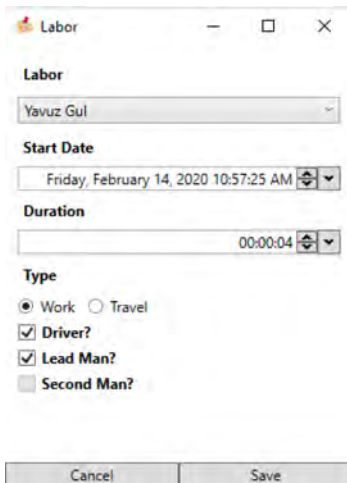 Labor
Labor
Yavuz Gul
Start Date
Friday, February 14, 2020 10:57:25 AM
Duration
00:00:04
Type
Work Travel
Driver?
Lead Man?
Second Man?
Cancel Save